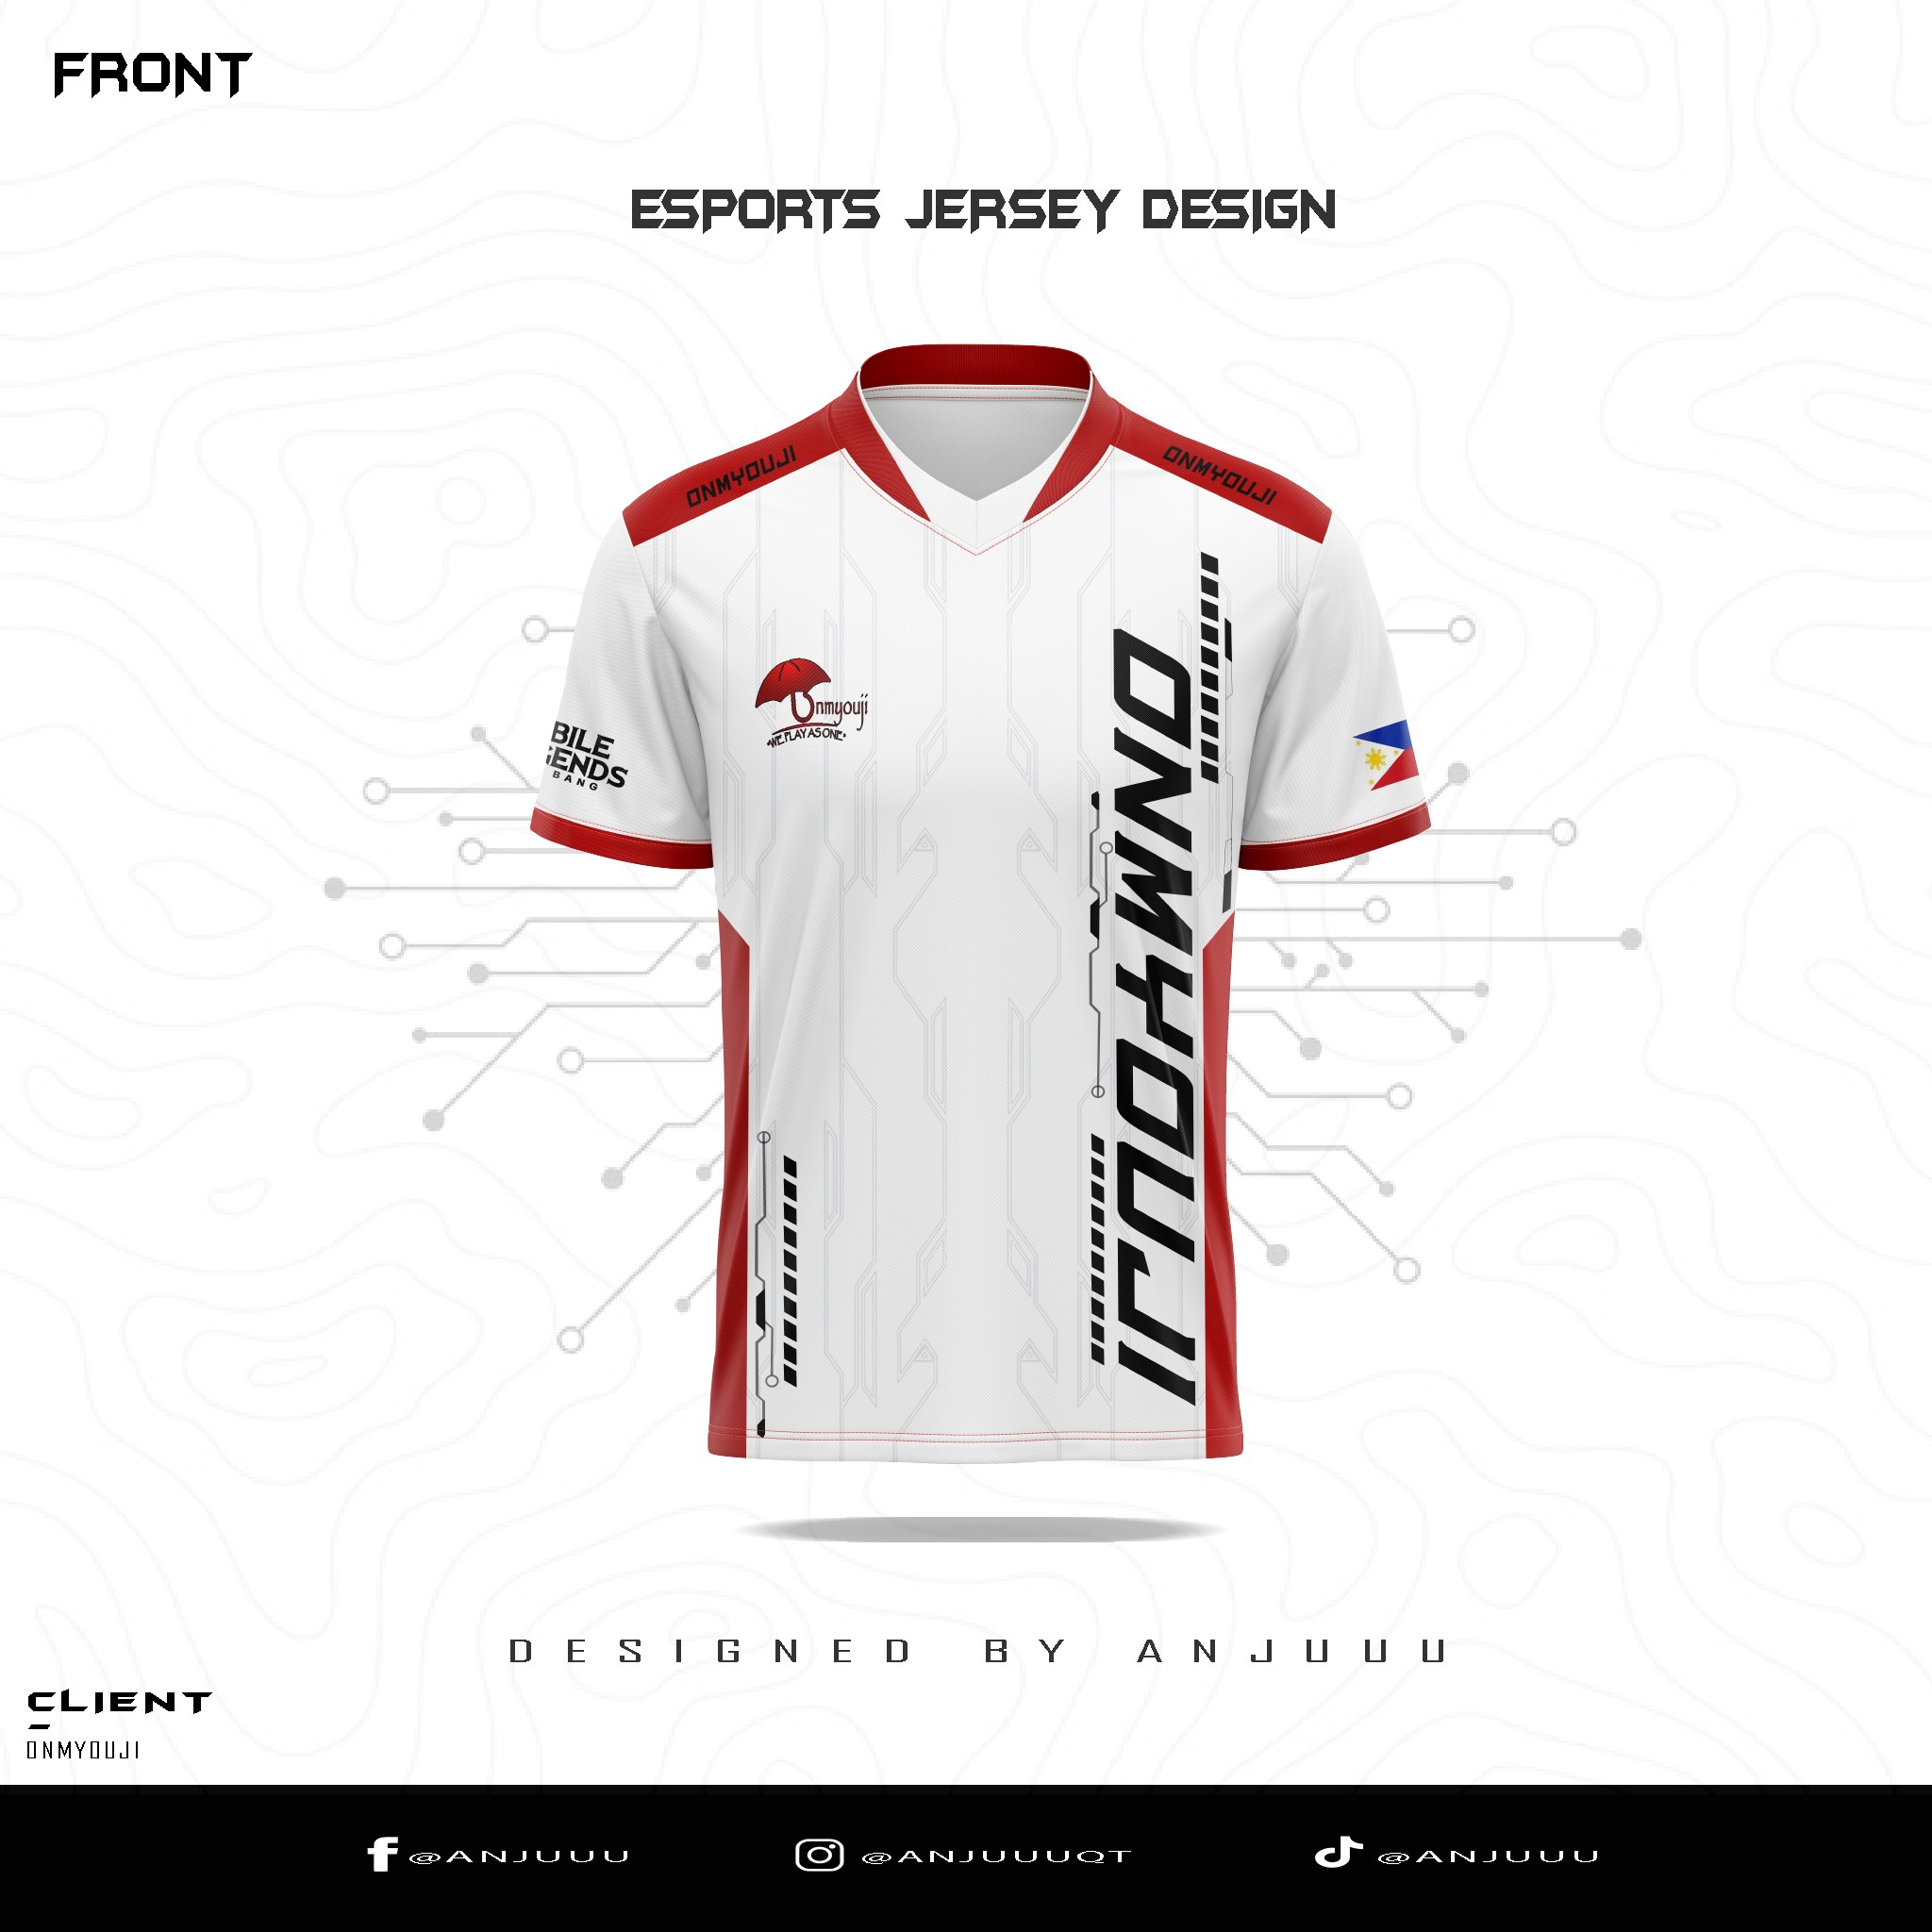 FRONT
ESPORTS JERSEY DESIGN
ONMYOUJI
ONMYOUJI
Onmyouji
"WE PLAY AS ONE"
BILE
GENDS
BANG
ONMYOUJI
DESIGNED BY ANJUUU
CLIENT
ONMYOUJI
@ANJUUU
@ANJUUUQT
@ANJUUU